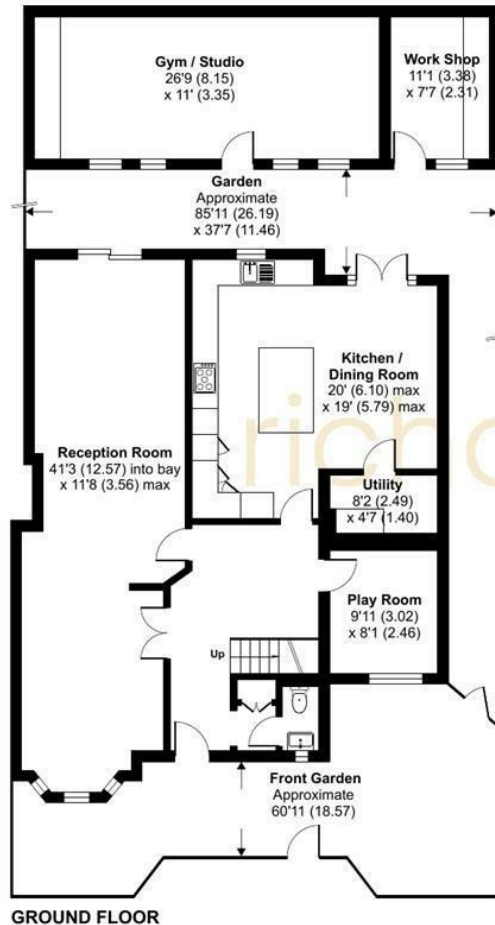 Gym / Studio
26'9 (8.15)
x 11' (3.35)
Work Shop
11'1 (3.38)
x 7'7 (2.31)
Garden
Approximate
85'11 (26.19)
x 37'7 (11.46)
Kitchen /
Dining Room
20' (6.10) max
x 19' (5.79) max
Reception Room
41'3 (12.57) into bay
x 11'8 (3.56) max
Utility
8'2 (2.49)
x 4'7 (1.40)
Play Room
9'11 (3.02)
x 8'1 (2.46)
Up
Front Garden
Approximate
60'11 (18.57)
GROUND FLOOR